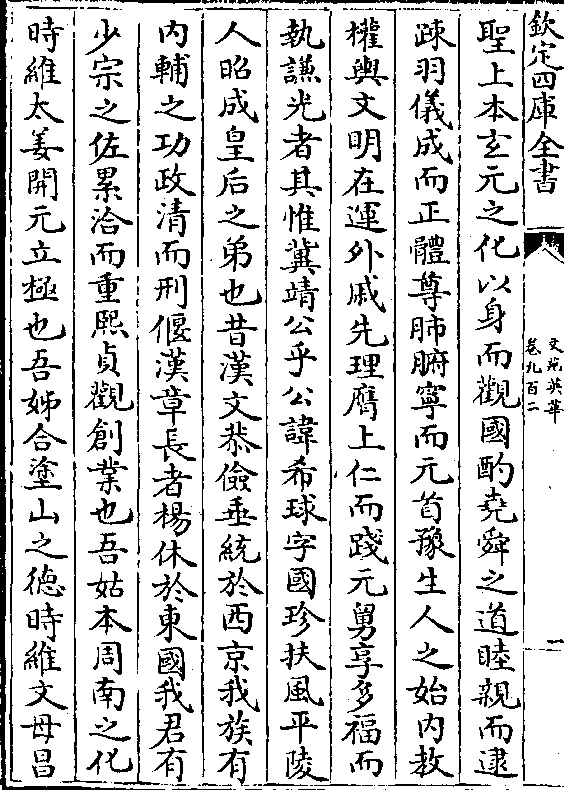 欽定四庫全書
文苑英華
卷九百二
一
聖上本玄元之化以身而觀國酌堯舜之道睦親而逮
疎羽儀成而正體尊肺腑寧而元首豫生人之始内教
權輿文明在運外戚先理膺上仁而踐元舅享多福而
執謙光者其惟冀靖公乎公諱希球字國珍扶風平陵
人昭成皇后之弟也昔漢文恭儉垂統於西京我族有
内輔之功政清而刑偃漢章長者楊休於東國我君有
少宗之佐累洽而重熙貞觀創業也吾姑本周南之化
時維太姜開元立極也吾姊合塗山之德時維文母昌